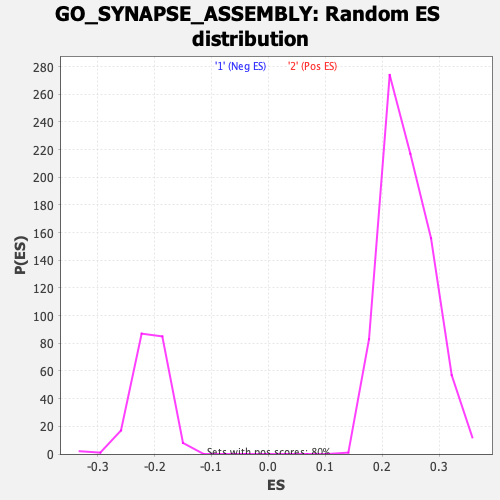 GO_SYNAPSE_ASSEMBLY: Random ES
distribution
'1' (Neg ES) '2' (Pos ES)
280
260
240
220
200
180
160
140
120
100
80
60
40
20
0
P(ES)
Sets with pos scores: 80%
-0.3 -0.2 -0.1 0.0 0.1 0.2 0.3
ES